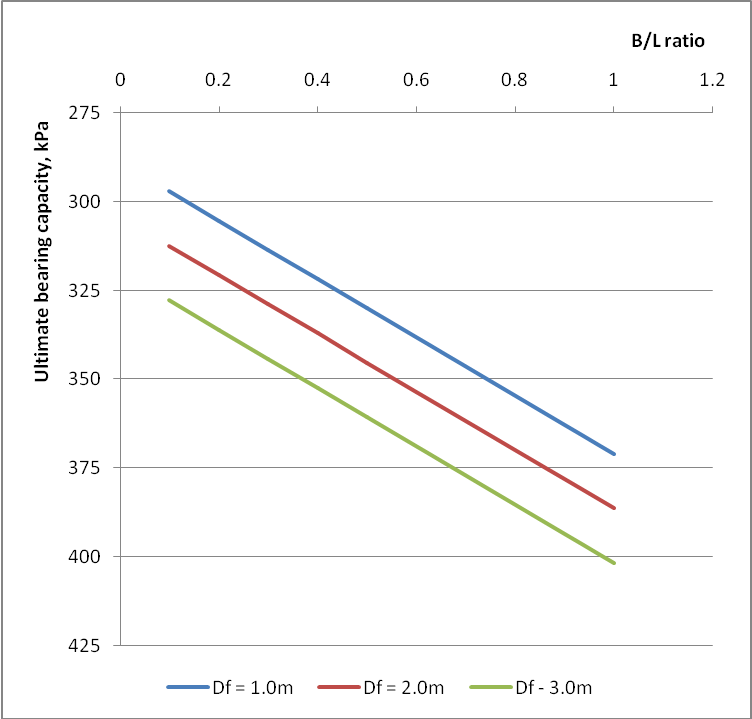 B/L ratio
0 0.2 0.4 0.6 0.8 1 1.2
Ultimate bearing capacity, kPa
275
300
325
350
375
400
425
Df = 1.0m Df = 2.0m Df - 3.0m